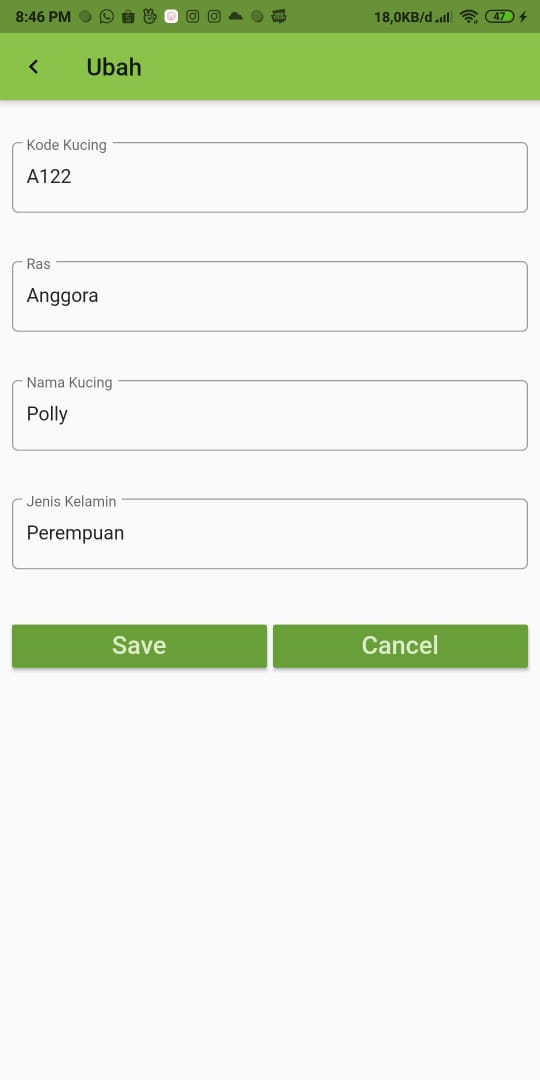 8:46 PM 18,0KB/d 47
Ubah
Kode Kucing
A122
Ras
Anggora
Nama Kucing
Polly
Jenis Kelamin
Perempuan
Save Cancel